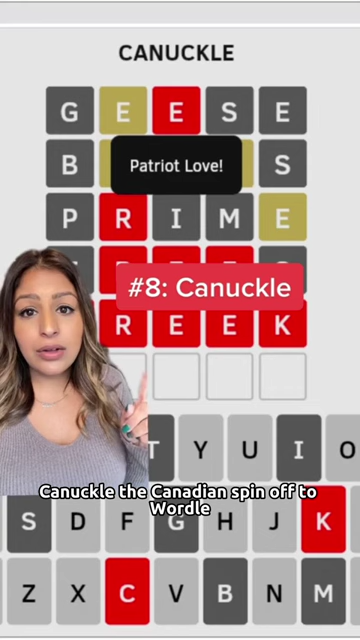 CANUCKLE
G E E S E
B S
Patriot Love!
P R I M E
#8: Canuckle
R E E K
T Y U I O
Canuckle the Canadian spin off to
Wordle
S D F G H J K
Z X C V B N M